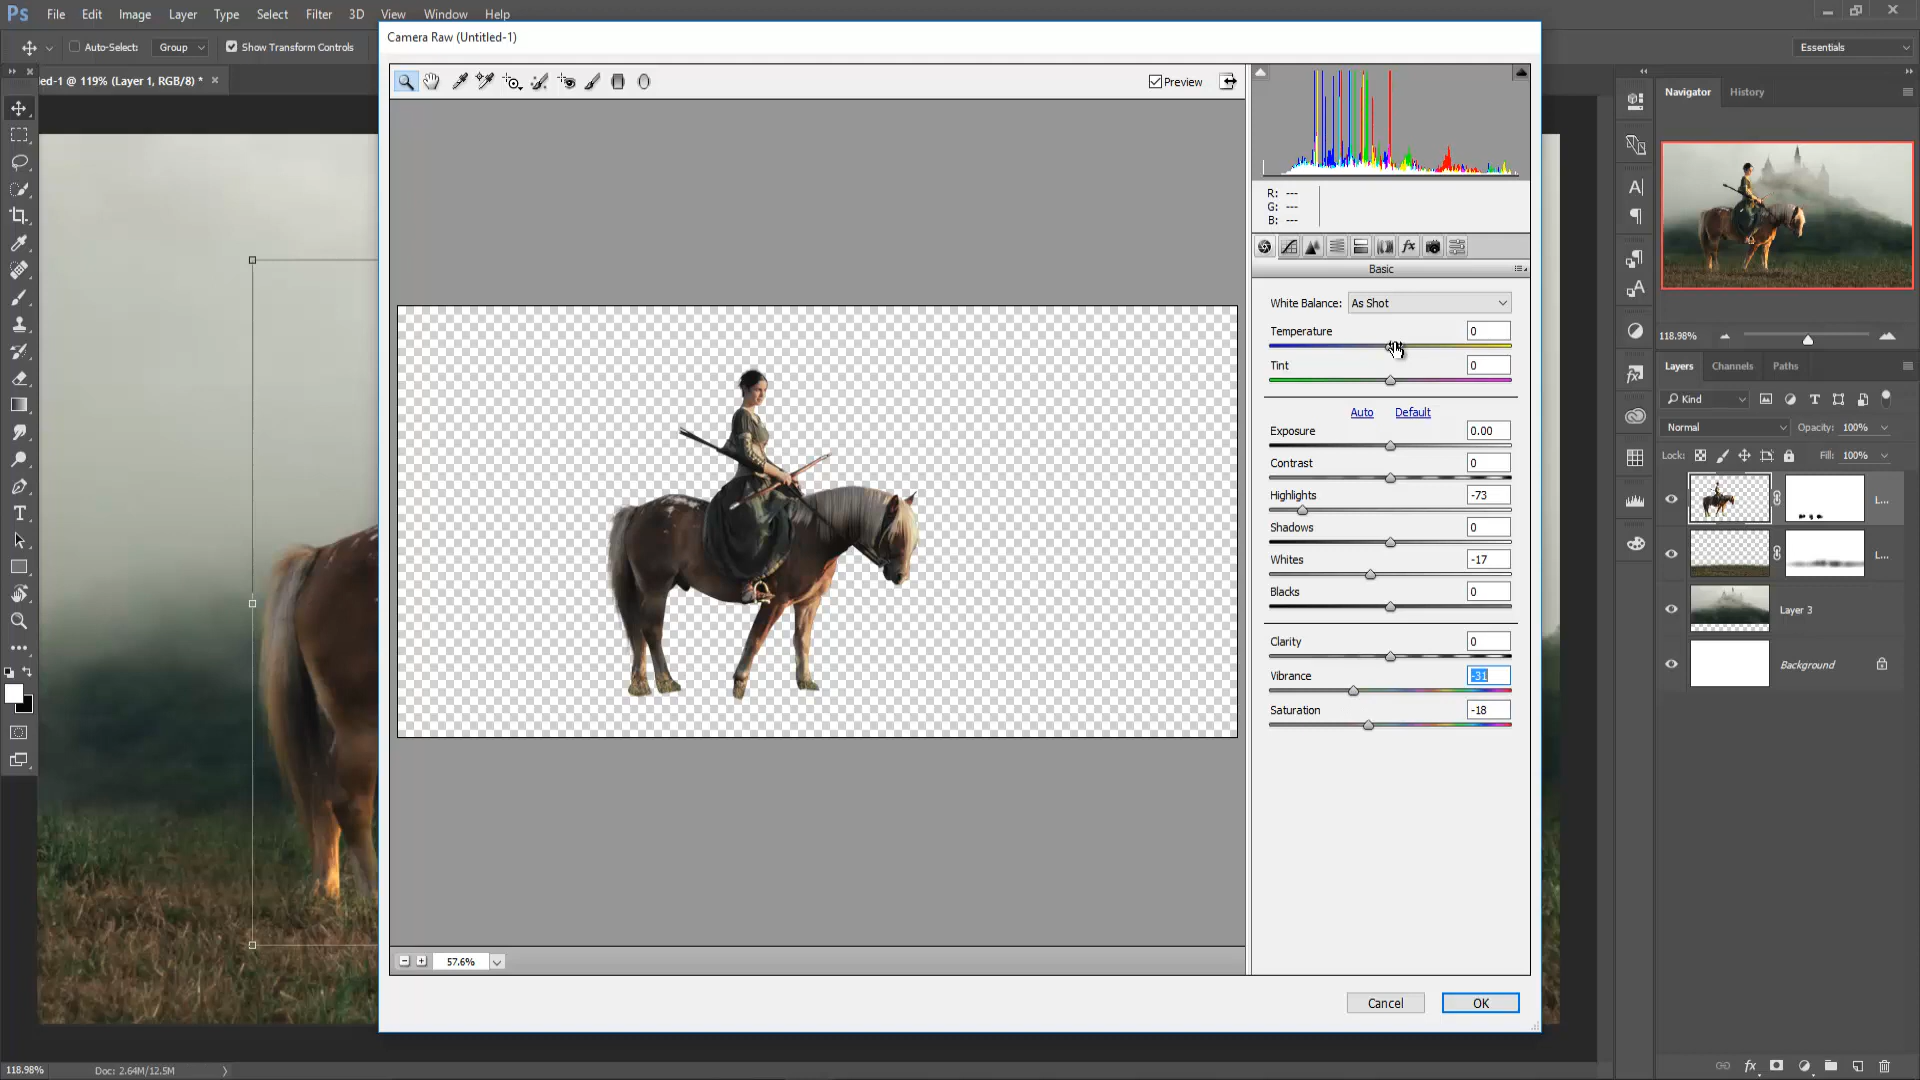 Ps File Edit Image Layer Type Select Filter 3D View Window Help
Auto-Select: Group Show Transform Controls Essentials
ed-1 @ 119% (Layer 1, RGB/8) *
Camera Raw (Untitled-1)
Preview
R: ---
G: ---
B: ---
fx
Basic
White Balance: As Shot
Temperature 0
Tint 0
Auto Default
Exposure 0.00
Contrast 0
Highlights -73
Shadows 0
Whites -17
Blacks 0
Clarity 0
Vibrance -31
Saturation -18
57.6%
Cancel OK
Navigator History
118.98%
Layers Channels Paths
Kind
Normal Opacity: 100%
Lock: Fill: 100%
L...
L...
Layer 3
Background
fx
118.98% Doc: 2.64M/12.5M